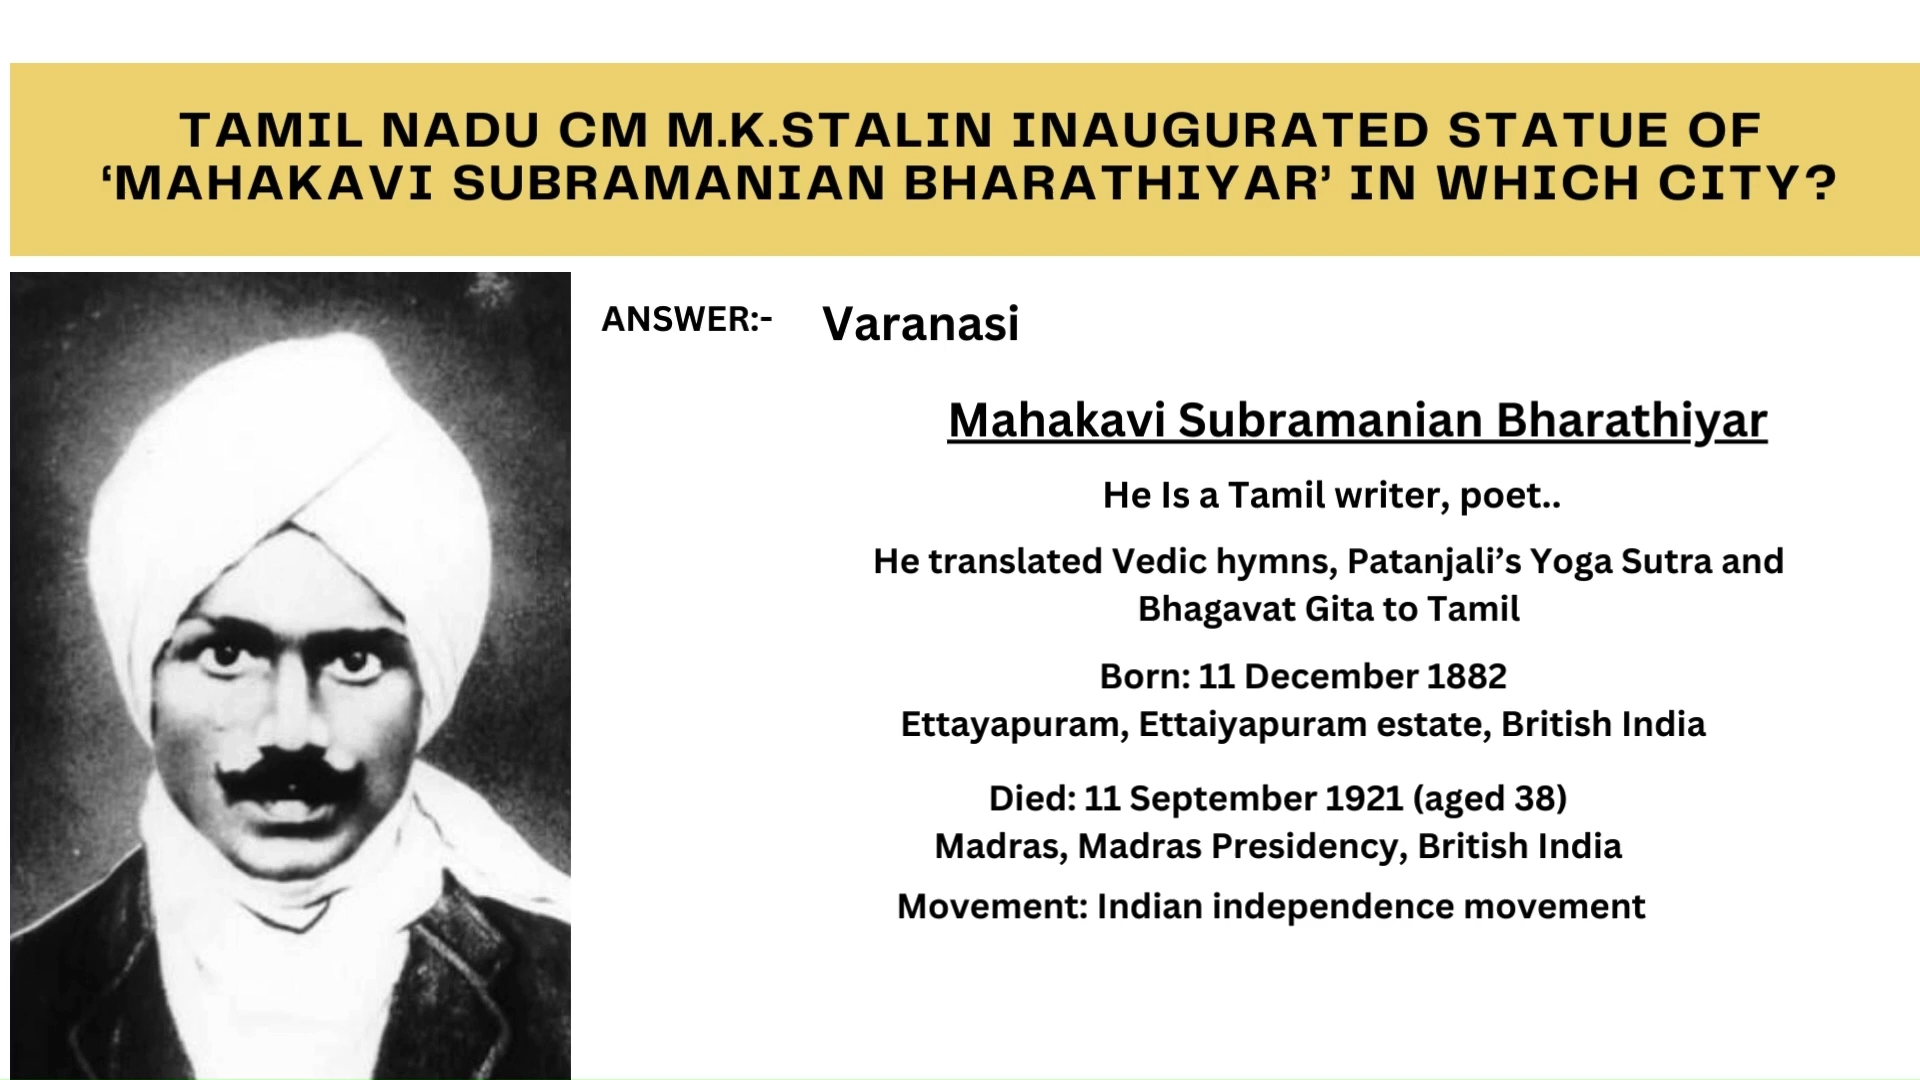 TAMIL NADU CM M.K.STALIN INAUGURATED STATUE OF
‘MAHAKAVI SUBRAMANIAN BHARATHIYAR’ IN WHICH CITY?
ANSWER:- Varanasi
Mahakavi Subramanian Bharathiyar
He Is a Tamil writer, poet..
He translated Vedic hymns, Patanjali’s Yoga Sutra and
Bhagavat Gita to Tamil
Born: 11 December 1882
Ettayapuram, Ettaiyapuram estate, British India
Died: 11 September 1921 (aged 38)
Madras, Madras Presidency, British India
Movement: Indian independence movement